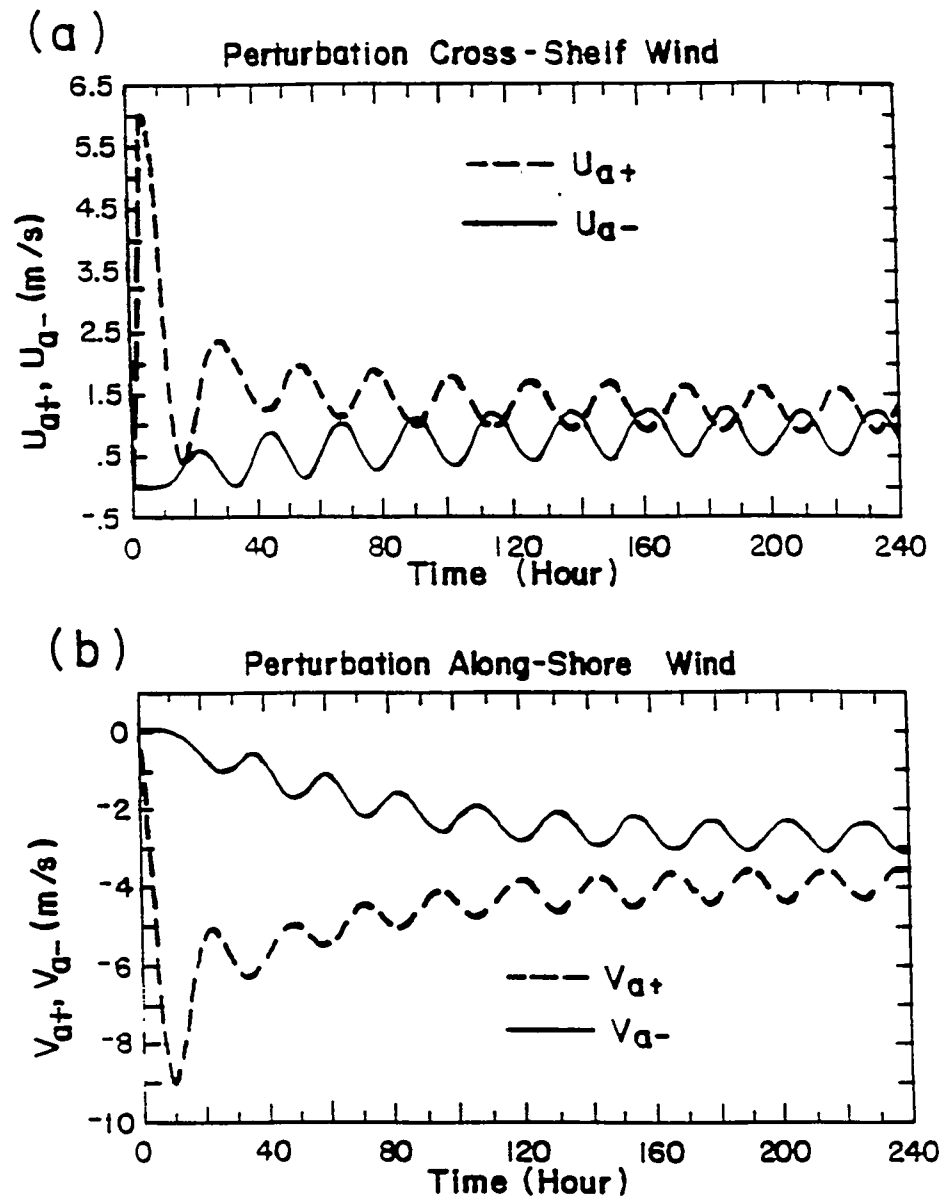 (a)
Perturbation Cross-Shelf Wind
6.5
5.5
4.5
3.5
2.5
1.5
.5
-.5
Ua+, Ua- (m/s)
Ua+
Ua-
0 40 80 120 160 200 240
Time (Hour)
(b)
Perturbation Along-Shore Wind
0
-2
-4
-6
-8
-10
Va+, Va- (m/s)
Va+
Va-
0 40 80 120 160 200 240
Time (Hour)